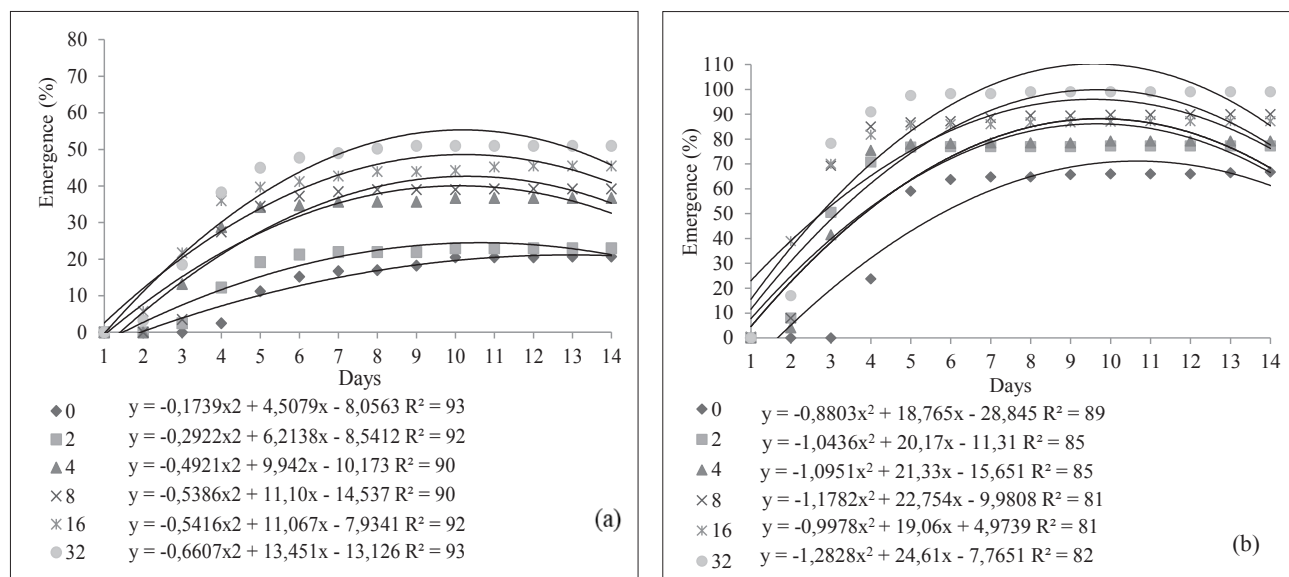 80
70
60
50
40
30
20
10
0
Emergence (%)
1 2 3 4 5 6 7 8 9 10 11 12 13 14
Days
0 y = -0,1739x2 + 4,5079x - 8,0563 R² = 93
2 y = -0,2922x2 + 6,2138x - 8,5412 R² = 92
4 y = -0,4921x2 + 9,942x - 10,173 R² = 90
8 y = -0,5386x2 + 11,10x - 14,537 R² = 90
16 y = -0,5416x2 + 11,067x - 7,9341 R² = 92
32 y = -0,6607x2 + 13,451x - 13,126 R² = 93
(a)
110
100
90
80
70
60
50
40
30
20
10
0
Emergence (%)
1 2 3 4 5 6 7 8 9 10 11 12 13 14
Days
0 y = -0,8803x² + 18,765x - 28,845 R² = 89
2 y = -1,0436x² + 20,17x - 11,31 R² = 85
4 y = -1,0951x² + 21,33x - 15,651 R² = 85
8 y = -1,1782x² + 22,754x - 9,9808 R² = 81
16 y = -0,9978x² + 19,06x + 4,9739 R² = 81
32 y = -1,2828x² + 24,61x - 7,7651 R² = 82
(b)